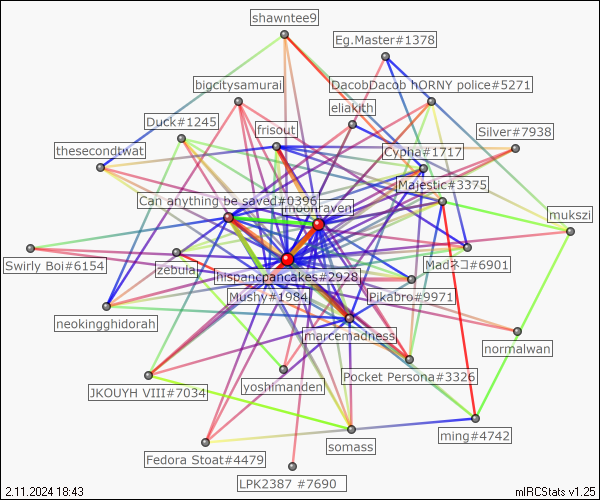 shawntee9
Eg.Master#1378
bigcitysamurai
DacobDacob hORNY police#5271
eliakith
Duck#1245
frisout
Silver#7938
thesecondtwat
Cypha#1717
Majestic#3375
Can anything be saved#0396
moonraven
mukszi
Swirly Boi#6154
zebula
hispancpancakes#2928
Madネコ#6901
Mushy#1984
Pikabro#9971
neokingghidorah
marcemadness
normalwan
Pocket Persona#3326
JKOUYH VIII#7034
yoshimanden
ming#4742
somass
Fedora Stoat#4479
LPK2387 #7690
2.11.2024 18:43
mIRCStats v1.25